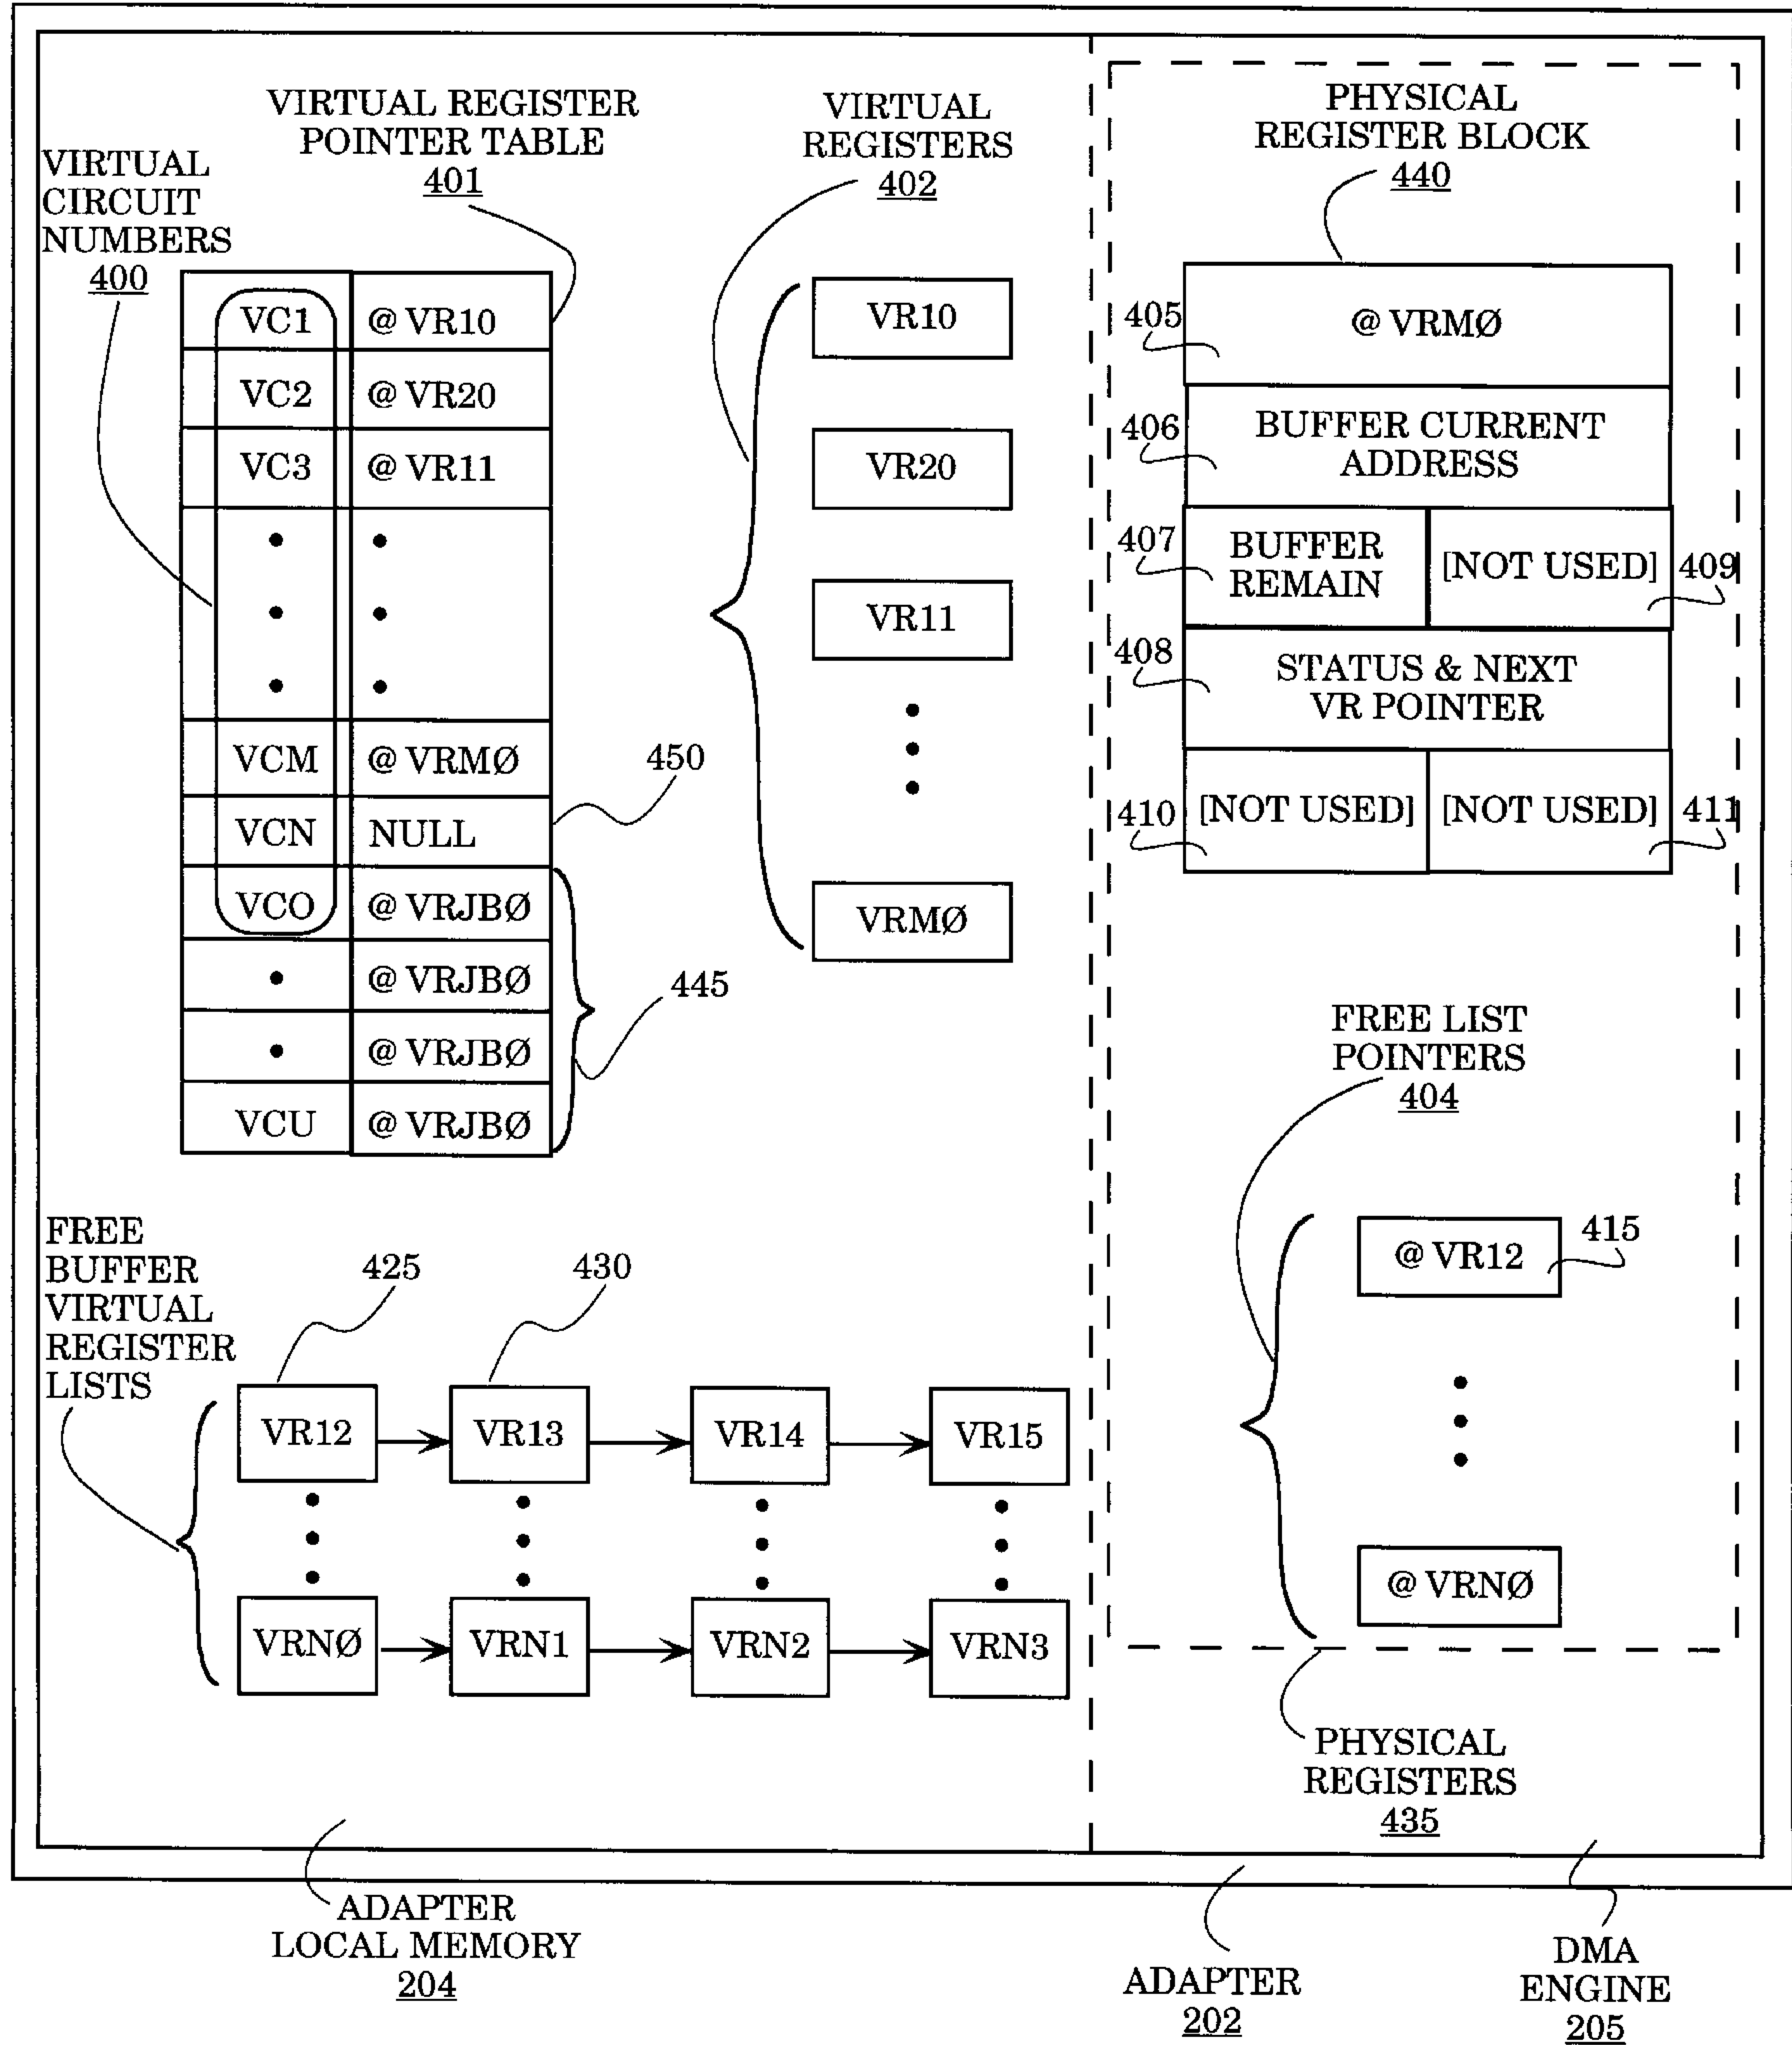 VIRTUAL REGISTER
POINTER TABLE
401
VIRTUAL
CIRCUIT
NUMBERS
400
VC1 @ VR10
VC2 @ VR20
VC3 @ VR11
VCM @ VRMØ
VCN NULL
VCO @ VRJBØ
@ VRJBØ
@ VRJBØ
VCU @ VRJBØ
450
445
VIRTUAL
REGISTERS
402
VR10
VR20
VR11
VRMØ
PHYSICAL
REGISTER BLOCK
440
405 @ VRMØ
406 BUFFER CURRENT
ADDRESS
407 BUFFER
REMAIN
[NOT USED] 409
408 STATUS & NEXT
VR POINTER
410 [NOT USED] [NOT USED] 411
FREE LIST
POINTERS
404
@ VR12 415
@ VRNØ
PHYSICAL
REGISTERS
435
FREE
BUFFER
VIRTUAL
REGISTER
LISTS
425 430
VR12 VR13 VR14 VR15
VRNØ VRN1 VRN2 VRN3
ADAPTER
LOCAL MEMORY
204
ADAPTER
202
DMA
ENGINE
205